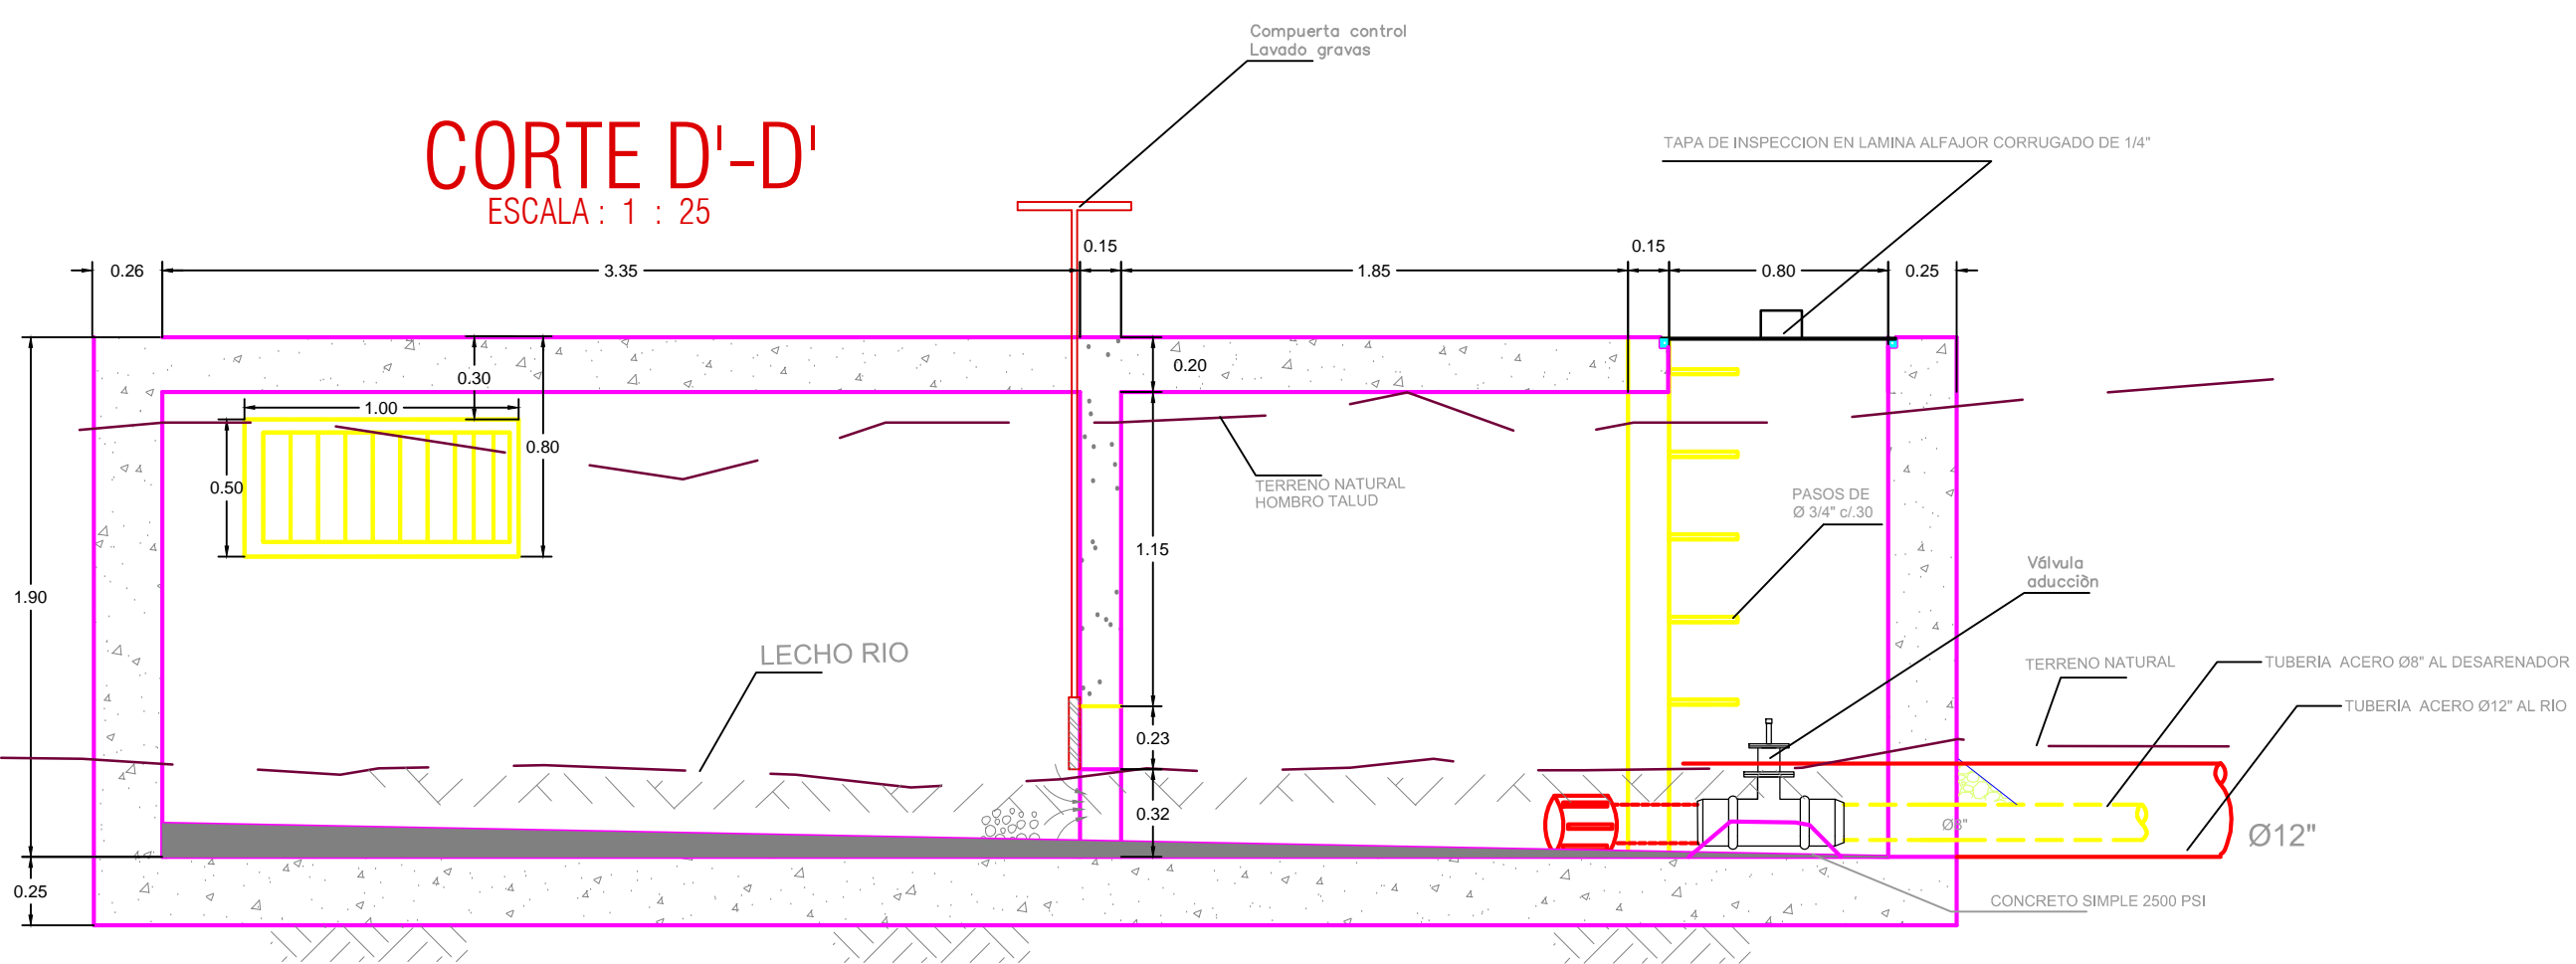 Compuerta control
Lavado gravas
CORTE D'-D'
ESCALA : 1 : 25
TAPA DE INSPECCION EN LAMINA ALFAJOR CORRUGADO DE 1/4"
0.26
3.35
0.15
1.85
0.15
0.80
0.25
0.30
0.20
1.00
0.80
0.50
TERRENO NATURAL
HOMBRO TALUD
PASOS DE
Ø 3/4" c/.30
1.15
1.90
Válvula
aducciòn
LECHO RIO
TERRENO NATURAL
TUBERIA ACERO Ø8" AL DESARENADOR
TUBERIA ACERO Ø12" AL RIO
0.23
0.32
Ø8"
Ø12"
0.25
CONCRETO SIMPLE 2500 PSI